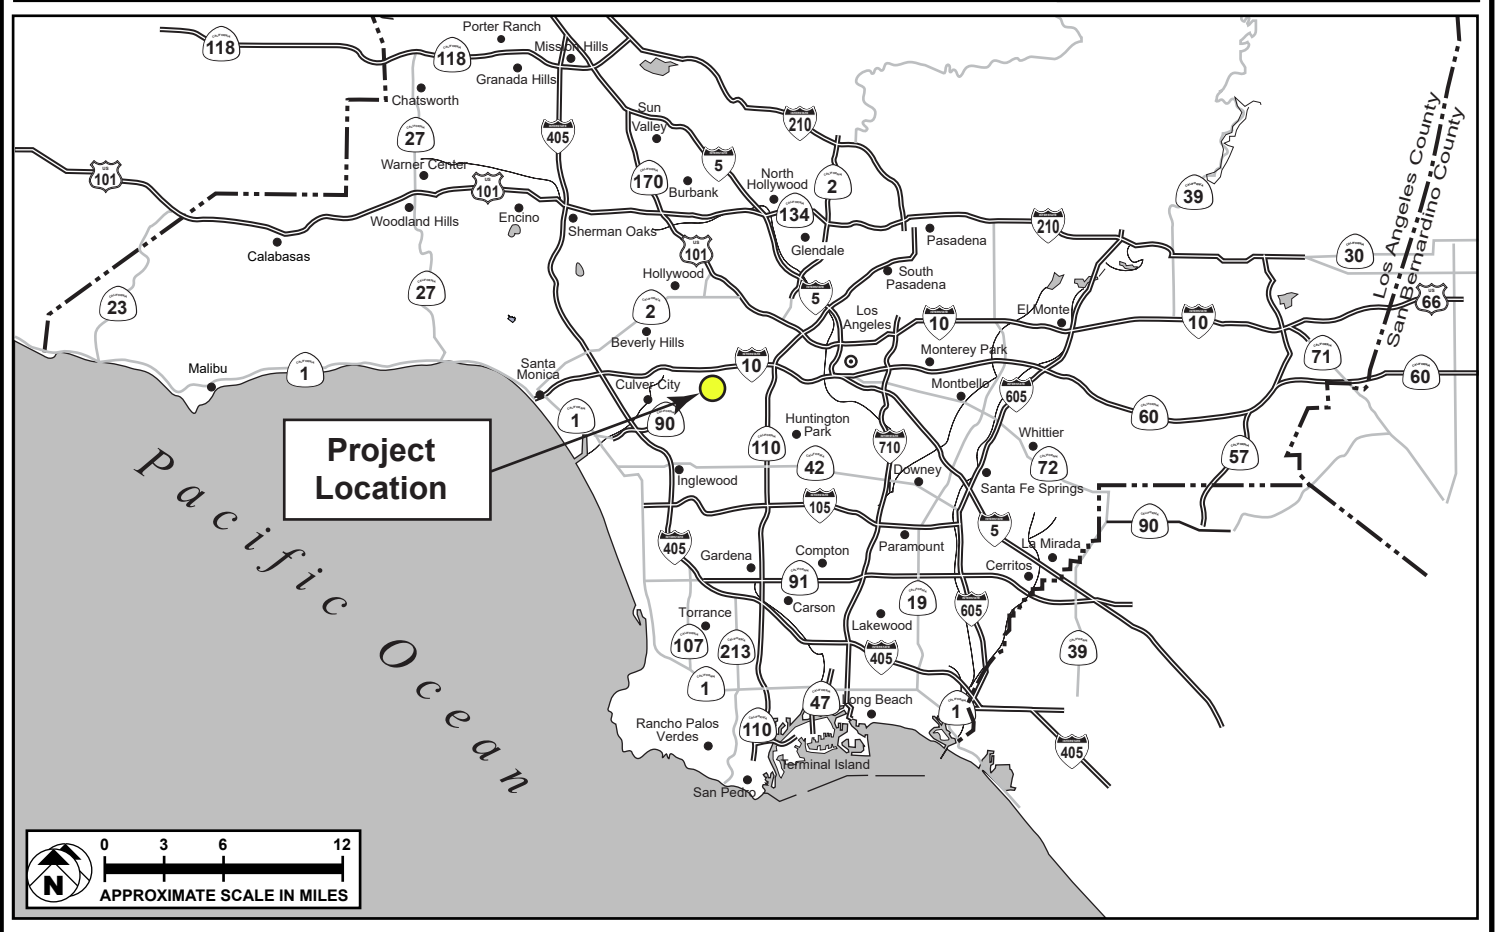 Porter Ranch
118
118
Mission Hills
Granada Hills
Chatsworth
27
405
Sun
Valley
210
5
170
Burbank
North
Hollywood
2
39
Los Angeles County
San Bernardino County
US
101
Warner Center
US
101
Woodland Hills
Encino
Sherman Oaks
134
Glendale
Pasadena
210
30
Calabasas
US
101
Hollywood
South
Pasadena
23
27
2
5
Los
Angeles
10
El Monte
10
US
66
Beverly Hills
Monterey Park
71
Malibu
1
Santa
Monica
10
Culver City
Montbello
605
60
60
1
90
Project
Location
Huntington
Park
110
710
42
Whittier
72
57
Inglewood
Downey
Santa Fe Springs
105
5
90
405
Gardena
Compton
Paramount
La Mirada
Cerritos
91
Carson
19
605
Torrance
Lakewood
107
213
405
39
1
47
Long Beach
1
Rancho Palos
Verdes
110
Terminal Island
405
San Pedro
Pacific Ocean
0 3 6 12
N
APPROXIMATE SCALE IN MILES